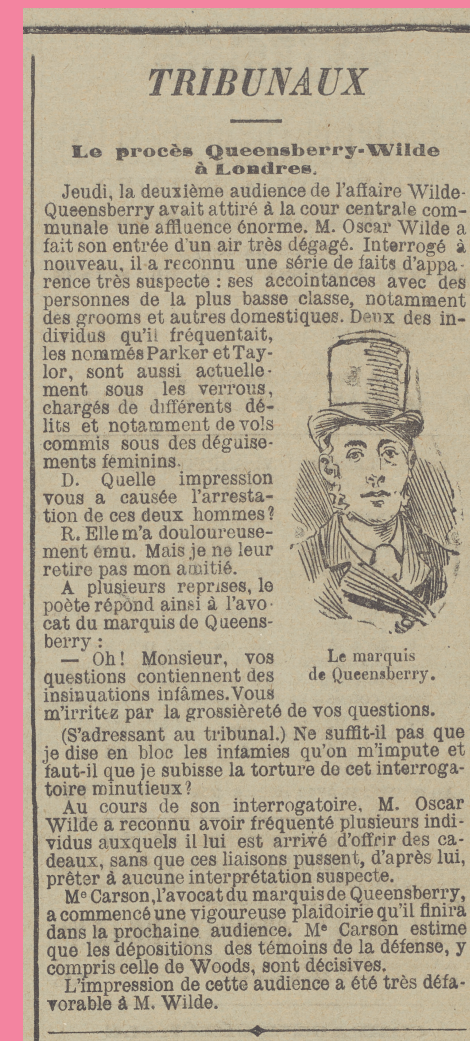 TRIBUNAUX
Le procès Queensberry-Wilde
à Londres.
Jeudi, la deuxième audience de l'affaire Wilde-
Queensberry avait attiré à la cour centrale com-
munale une affluence énorme. M. Oscar Wilde a
fait son entrée d'un air très dégagé. Interrogé à
nouveau, il a reconnu une série de faits d'appa-
rence très suspecte : ses accointances avec des
personnes de la plus basse classe, notamment
des grooms et autres domestiques. Deux des in-
dividus qu'il fréquentait,
les nommés Parker et Tay-
lor, sont aussi actuelle-
ment sous les verrous,
chargés de différents dé-
lits et notamment de vols
commis sous des déguise-
ments féminins.
D. Quelle impression
vous a causée l'arresta-
tion de ces deux hommes?
R. Elle m'a douloureuse-
ment ému. Mais je ne leur
retire pas mon amitié.
A plusieurs reprises, le
poète répond ainsi à l'avo-
cat du marquis de Queens-
berry :
— Oh! Monsieur, vos
questions contiennent des
insinuations infâmes. Vous
m'irritez par la grossièreté de vos questions.
Le marquis
de Queensberry.
(S'adressant au tribunal.) Ne suffit-il pas que
je dise en bloc les infamies qu'on m'impute et
faut-il que je subisse la torture de cet interroga-
toire minutieux?
Au cours de son interrogatoire, M. Oscar
Wilde a reconnu avoir fréquenté plusieurs indi-
vidus auxquels il lui est arrivé d'offrir des ca-
deaux, sans que ces liaisons pussent, d'après lui,
prêter à aucune interprétation suspecte.
Me Carson, l'avocat du marquis de Queensberry,
a commencé une vigoureuse plaidoirie qu'il finira
dans la prochaine audience. Me Carson estime
que les dépositions des témoins de la défense, y
compris celle de Woods, sont décisives.
L'impression de cette audience a été très défa-
vorable à M. Wilde.